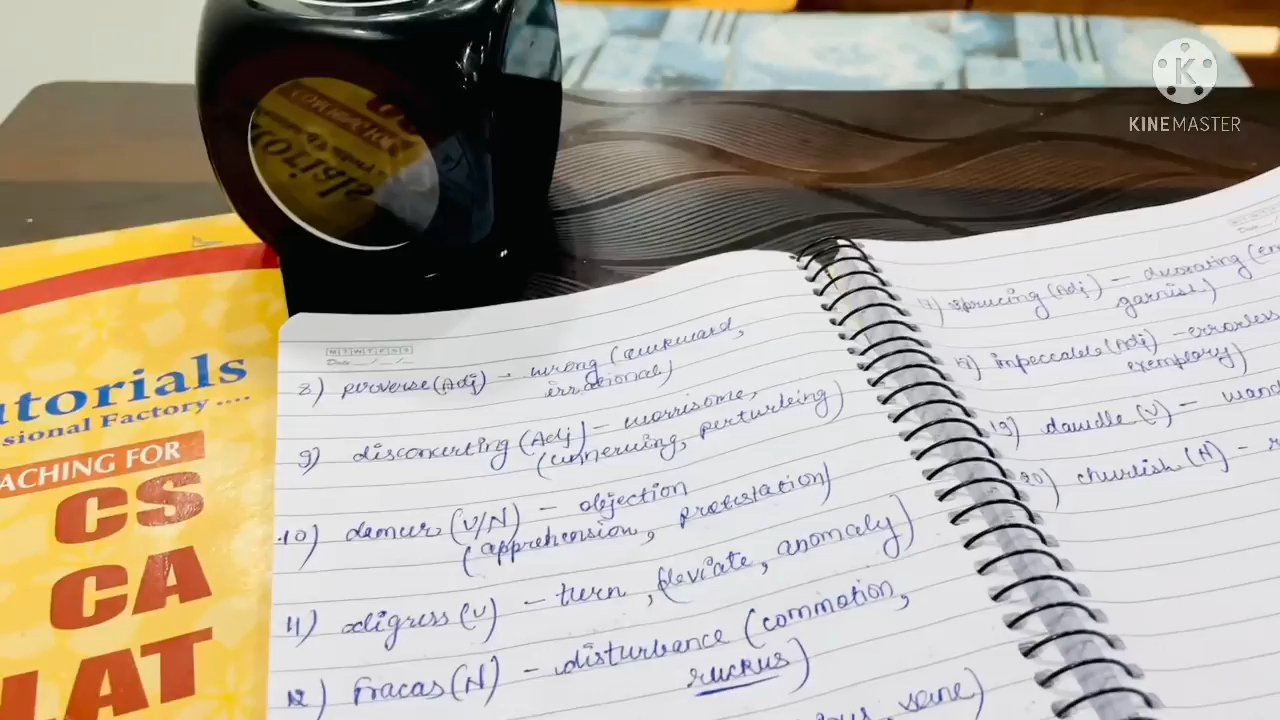 KINEMASTER
utorials
sional Factory ....
ACHING FOR
CS
CA
LAT
8) perverse (Adj) - wrong (awkward,
irrational)
9) disconcerting (Adj) - worrisome,
(unnerving, perturbing)
10) demur (V/N) - objection
(apprehension, protestation)
11) digress (V) - turn, (deviate, anomaly)
12) Fracas (N) - disturbance (commotion,
ruckus)
sane)
sprucing (Adj) - decorating
garnish)
impeccable (Adj) - errorless
exemplary)
19) dawdle (V) -
20) churlish (N) -